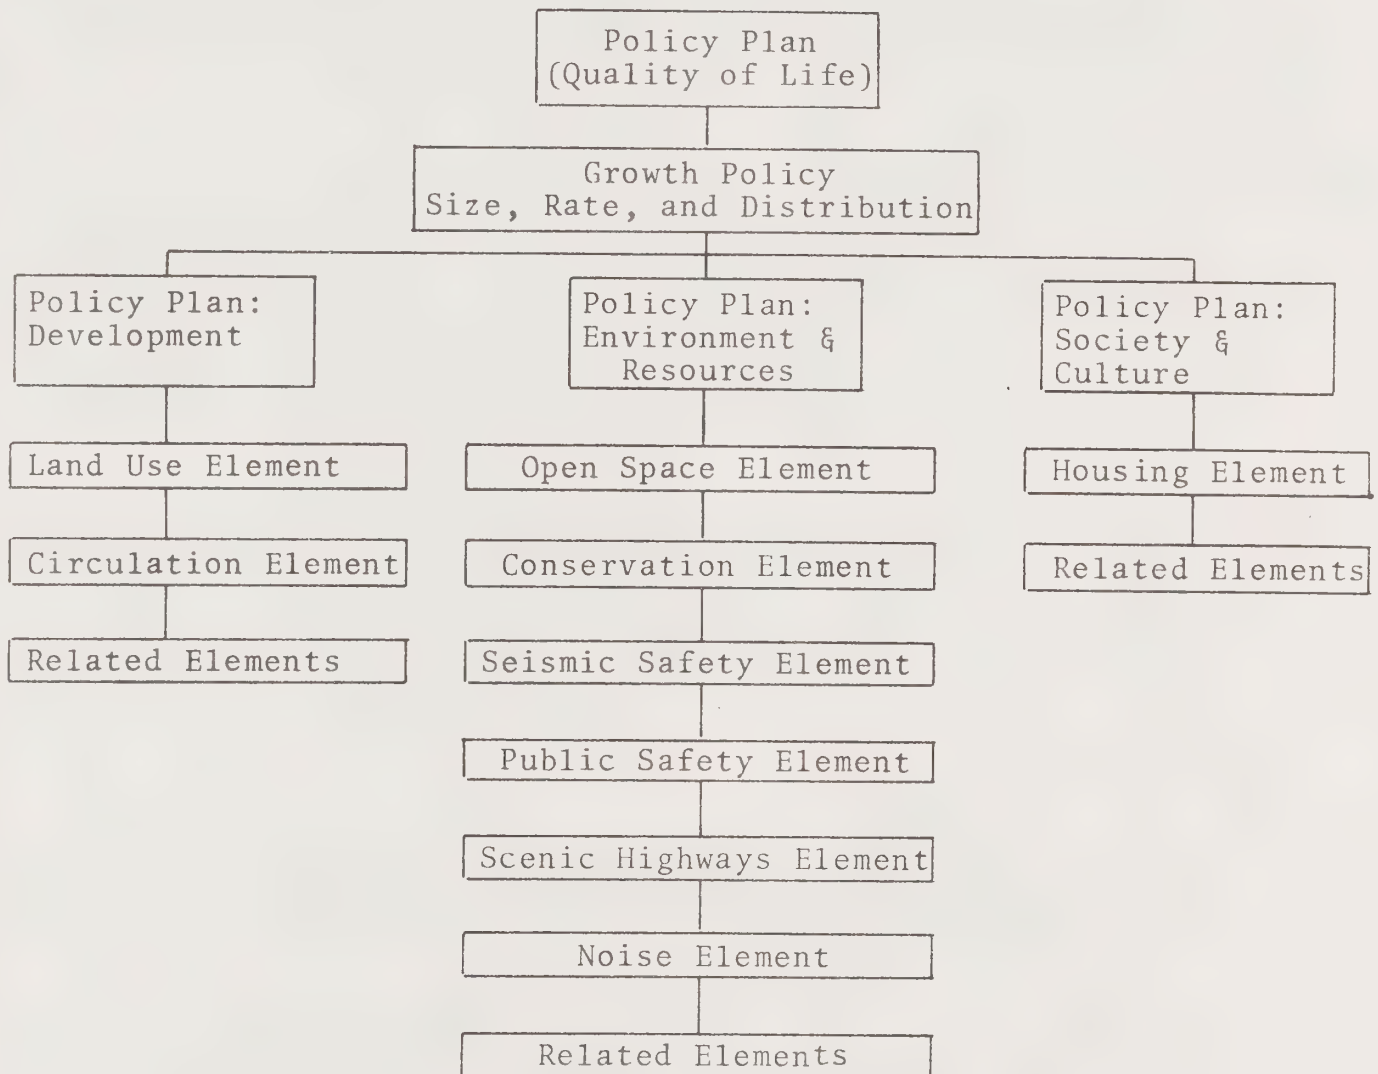 Policy Plan
(Quality of Life)
Growth Policy
Size, Rate, and Distribution
Policy Plan:
Development
Land Use Element
Circulation Element
Related Elements
Policy Plan:
Environment &
Resources
Open Space Element
Conservation Element
Seismic Safety Element
Public Safety Element
Scenic Highways Element
Noise Element
Related Elements
Policy Plan:
Society &
Culture
Housing Element
Related Elements